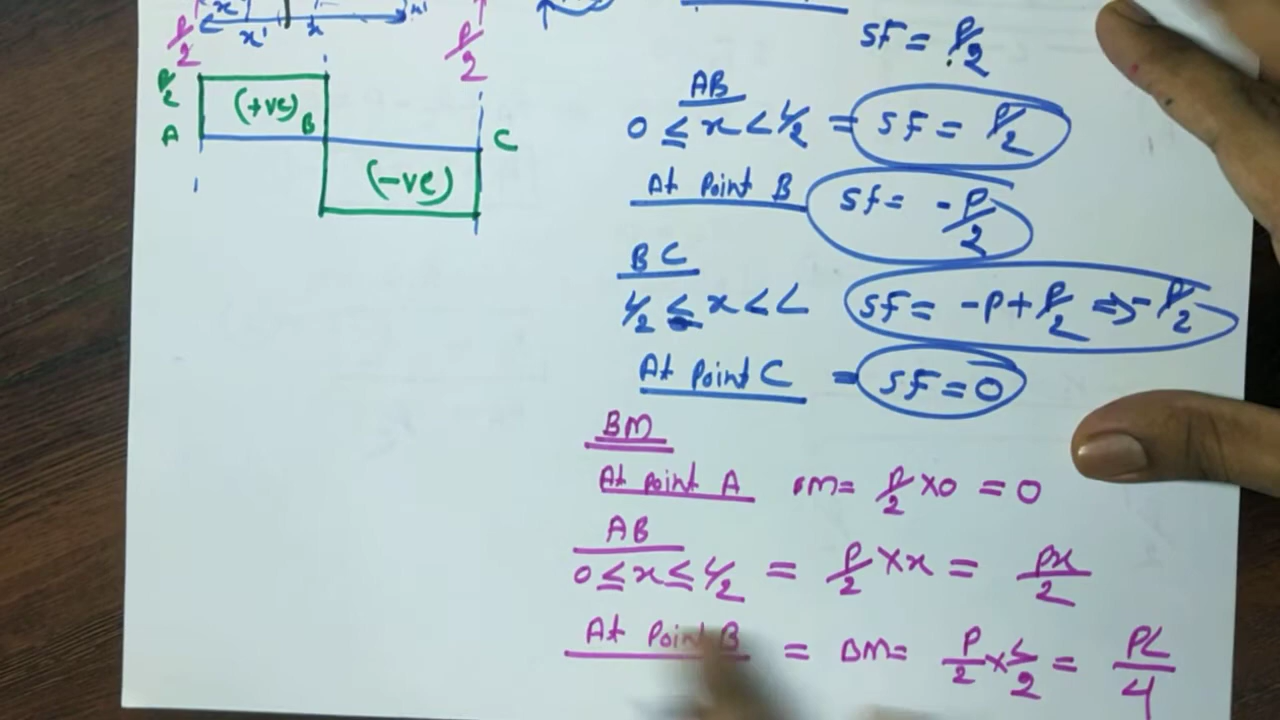 x x' x x'
P/2 P/2
P/2
(+ve) B
A
C
(-ve)
SF = P/2
AB
0 ≤ x < L/2 = SF = P/2
At Point B SF = -P/2
BC
L/2 ≤ x < L SF = -P + P/2 ⇒ -P/2
At Point C = SF = 0
BM
At point A BM = P/2 × 0 = 0
AB
0 ≤ x ≤ L/2 = P/2 × x = Px/2
At Point B = BM = P/2 × L/2 = PL/4